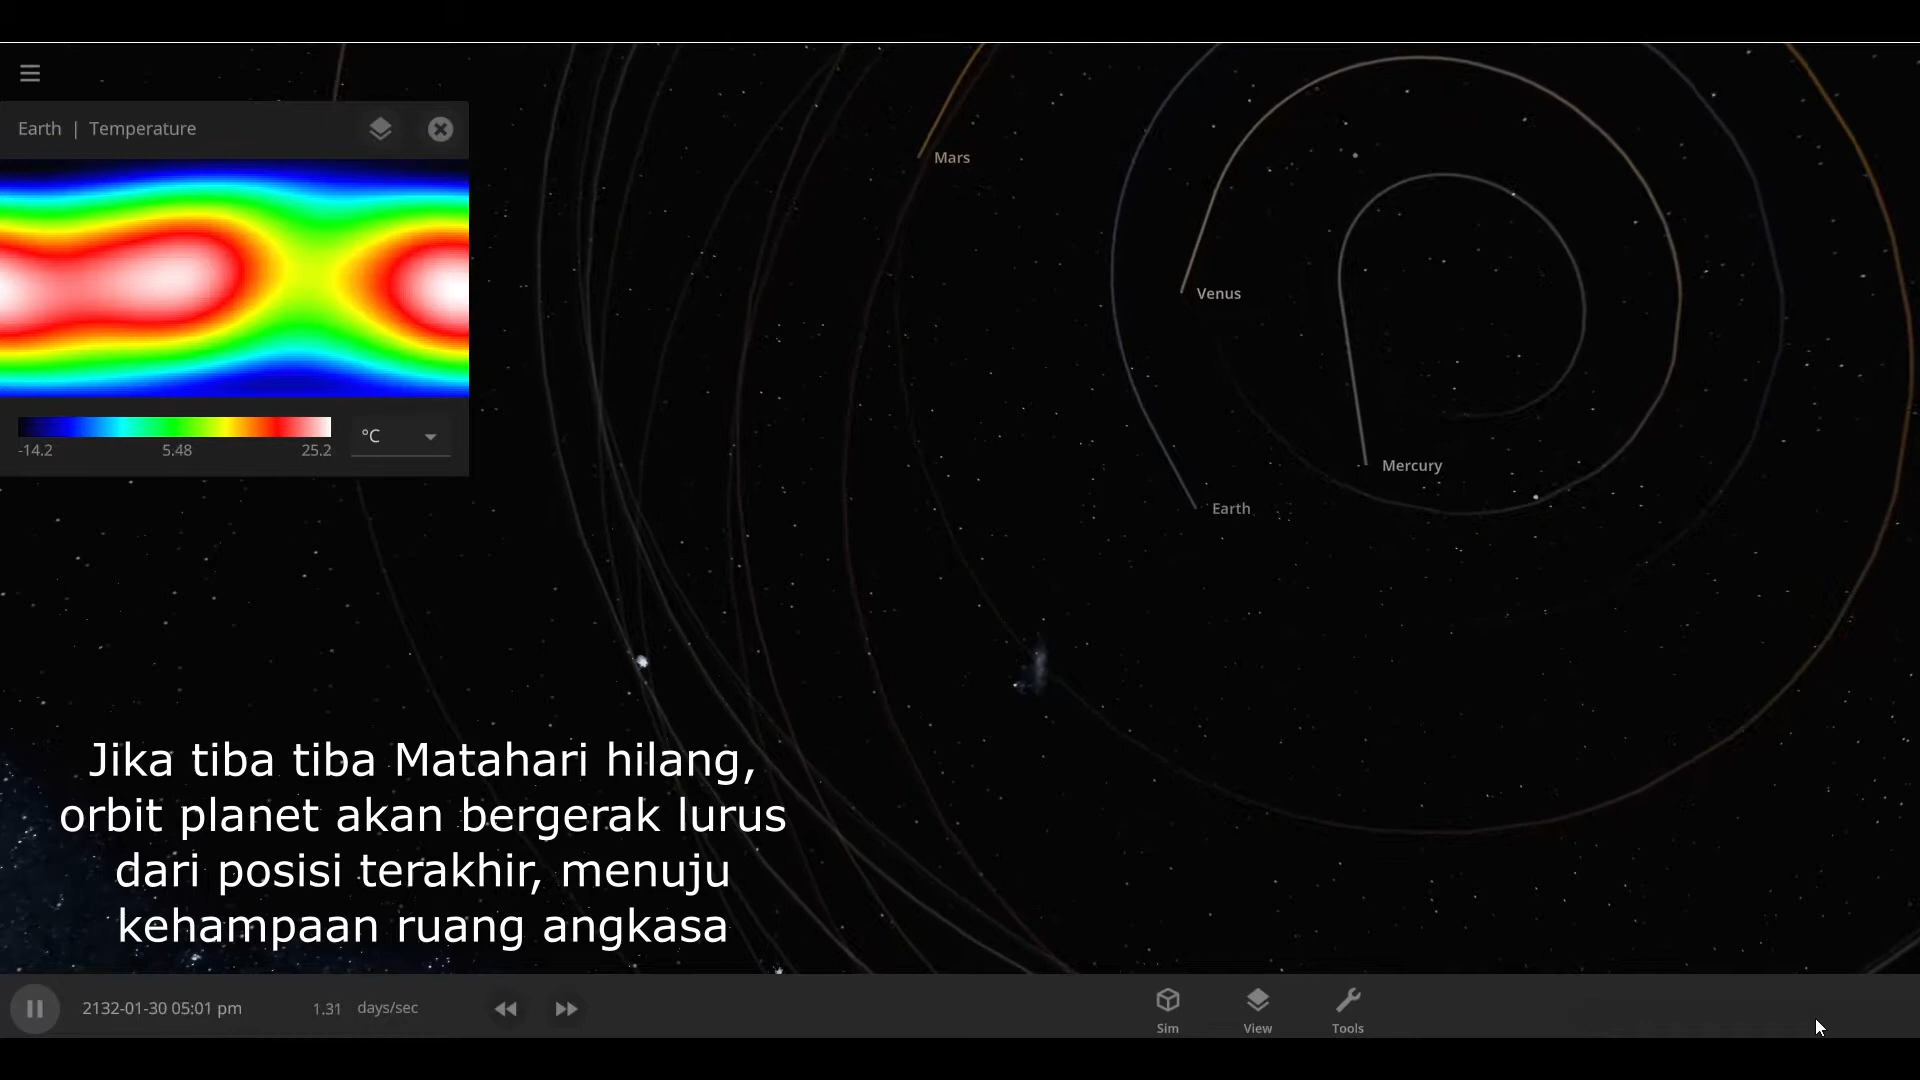 Earth | Temperature
-14.2 5.48 25.2 °C
Mars
Venus
Mercury
Earth
Jika tiba tiba Matahari hilang,
orbit planet akan bergerak lurus
dari posisi terakhir, menuju
kehampaan ruang angkasa
2132-01-30 05:01 pm 1.31 days/sec
Sim View Tools